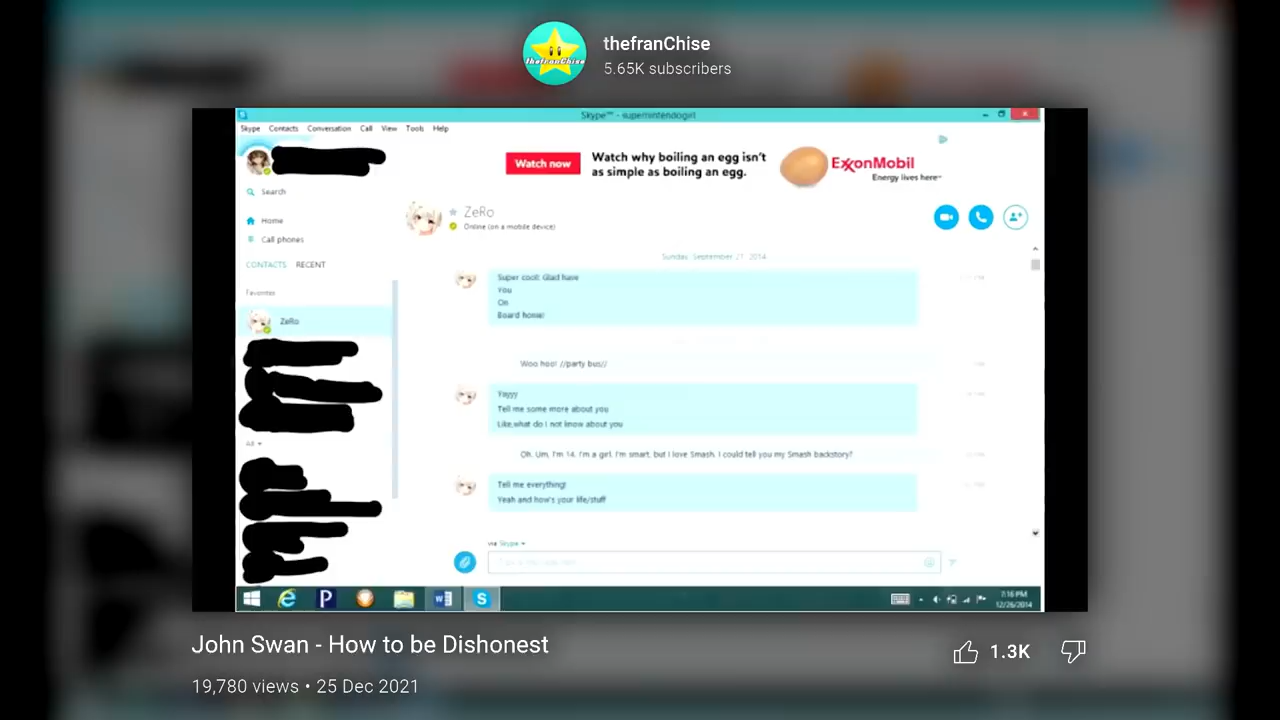 thefranChise
5.65K subscribers
thefranChise
Skype™ - supernintendogirl
Skype Contacts Conversation Call View Tools Help
Watch now
Watch why boiling an egg isn't
as simple as boiling an egg.
ExxonMobil
Energy lives here™
Search
ZeRo
Online (on a mobile device)
Home
Call phones
CONTACTS RECENT
Favorites
ZeRo
All
Sunday, September 21, 2014
Super cool! Glad have
You
On
Board homie!
Woo hoo! //party bus//
Yayyy
Tell me some more about you
Like,what do I not know about you
Oh. Um, I'm 14. I'm a girl. I'm smart, but I love Smash. I could tell you my Smash backstory?
Tell me everything!
Yeah and how's your life/stuff
via Skype
7:16 PM
12/26/2014
John Swan - How to be Dishonest
1.3K
19,780 views • 25 Dec 2021